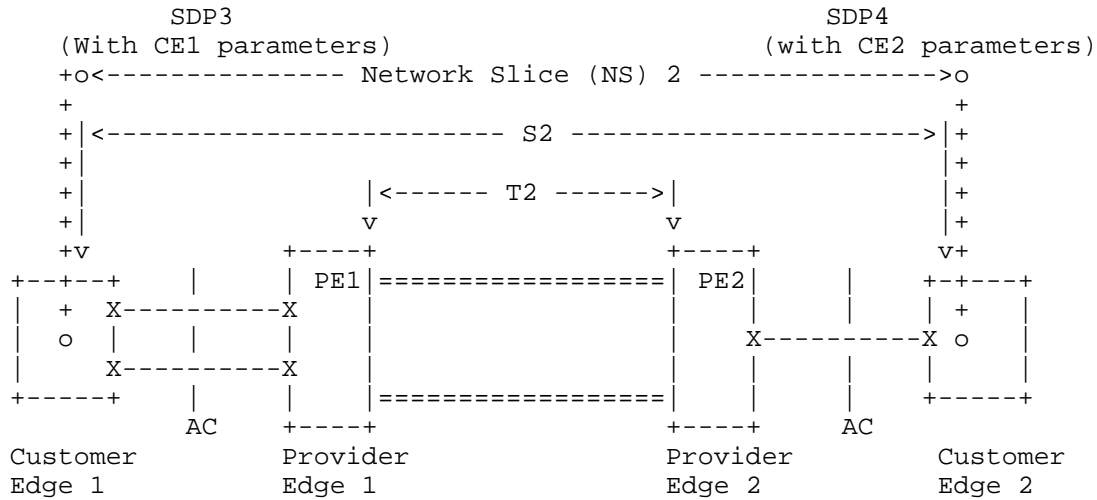 SDP3 SDP4
(With CE1 parameters) (with CE2 parameters)
+o<--------------- Network Slice (NS) 2 --------------->o
+ +
+|<------------------------- S2 ---------------------->|+
+| |+
+| |<------ T2 ------>| |+
+| v v |+
+v +----+ +----+ v+
+--+--+ | | PE1|==================| PE2| | +-+---+
| + X----------X | | | | | + |
| o | | | | | X----------X o |
| X----------X | | | | | |
+-----+ | | |==================| | | +-----+
AC +----+ +----+ AC
Customer Provider Provider Customer
Edge 1 Edge 1 Edge 2 Edge 2